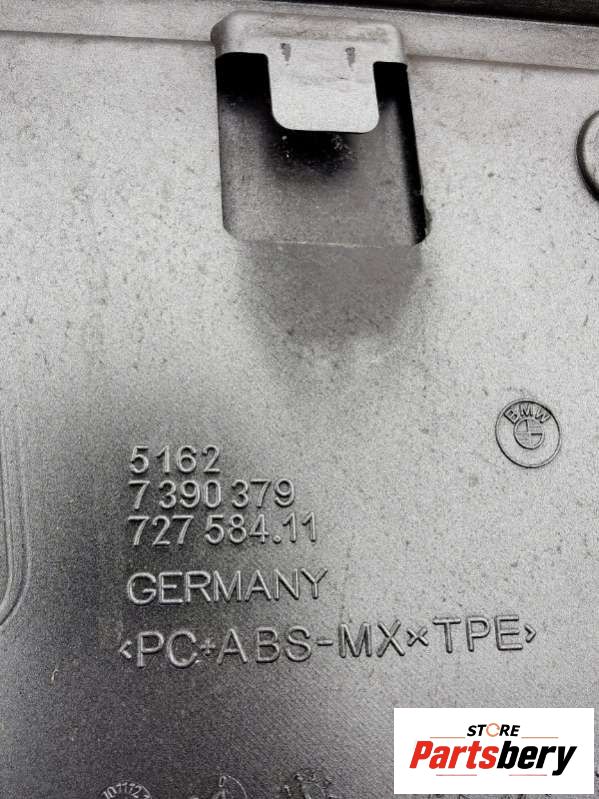 BMW
5162
7 390 379
727 584.11
GERMANY
<PC+ABS-MX×TPE>
STORE
Partsbery